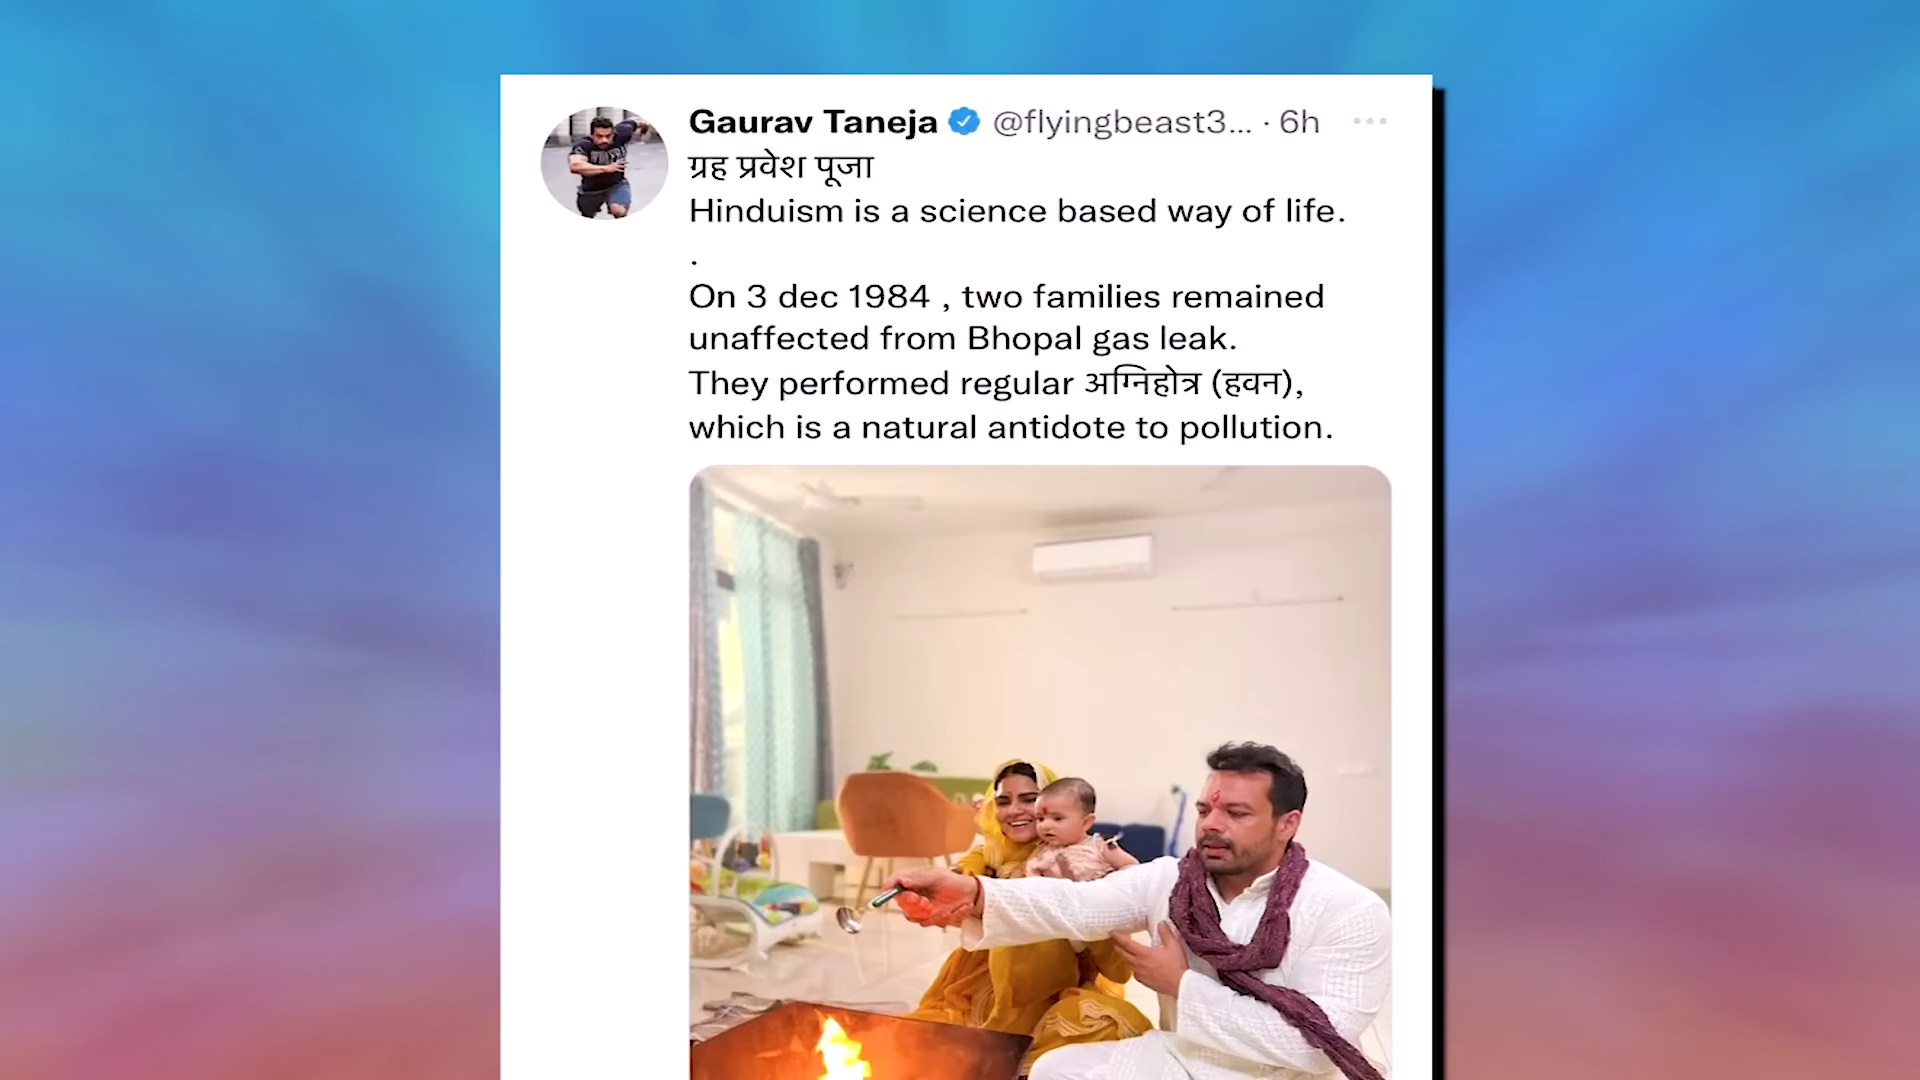 Gaurav Taneja @flyingbeast3... · 6h
ग्रह प्रवेश पूजा
Hinduism is a science based way of life.
.
On 3 dec 1984 , two families remained
unaffected from Bhopal gas leak.
They performed regular अग्निहोत्र (हवन),
which is a natural antidote to pollution.